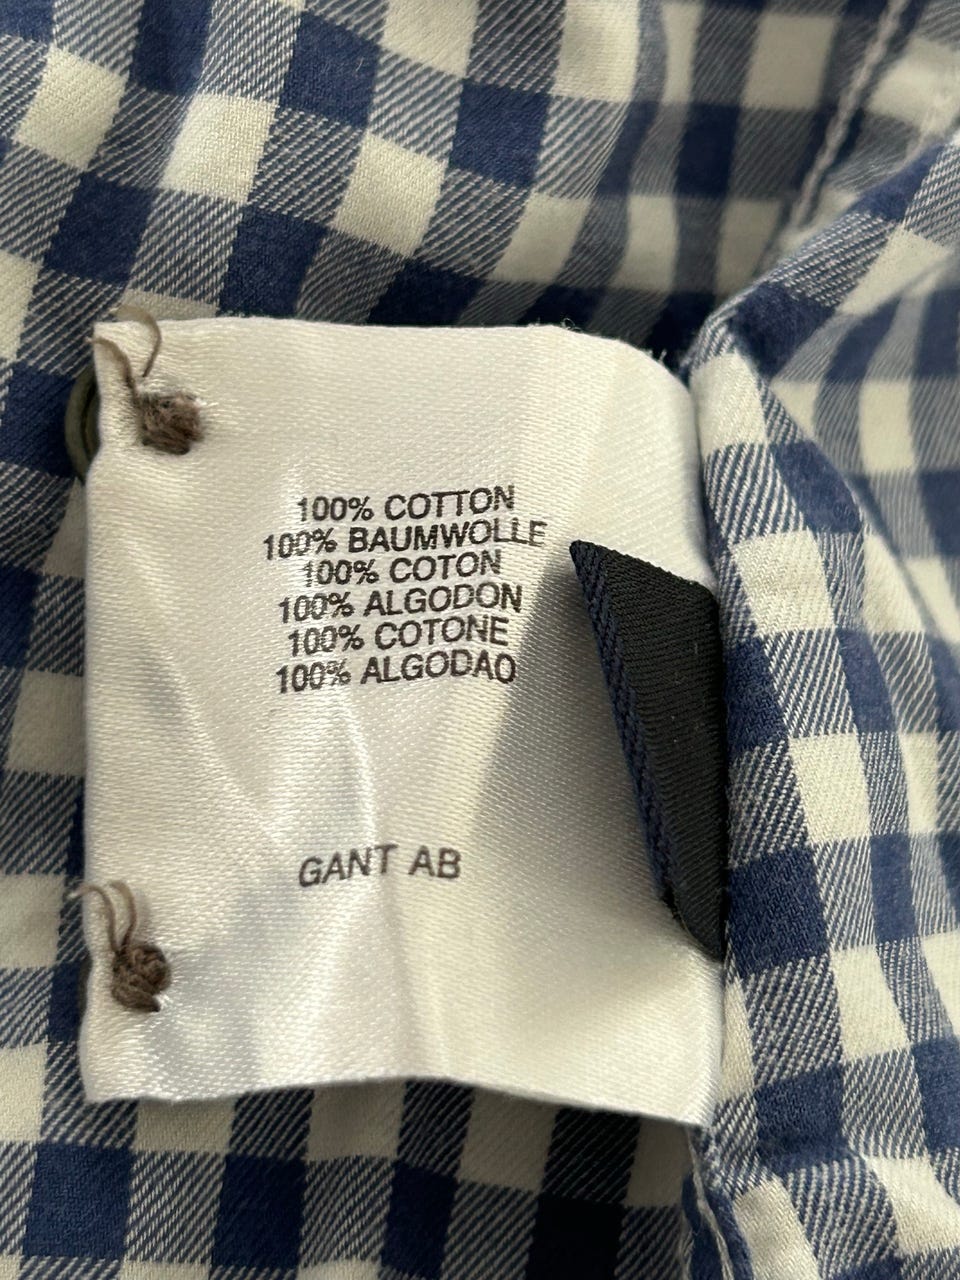 100% COTTON
100% BAUMWOLLE
100% COTON
100% ALGODON
100% COTONE
100% ALGODAO
GANT AB